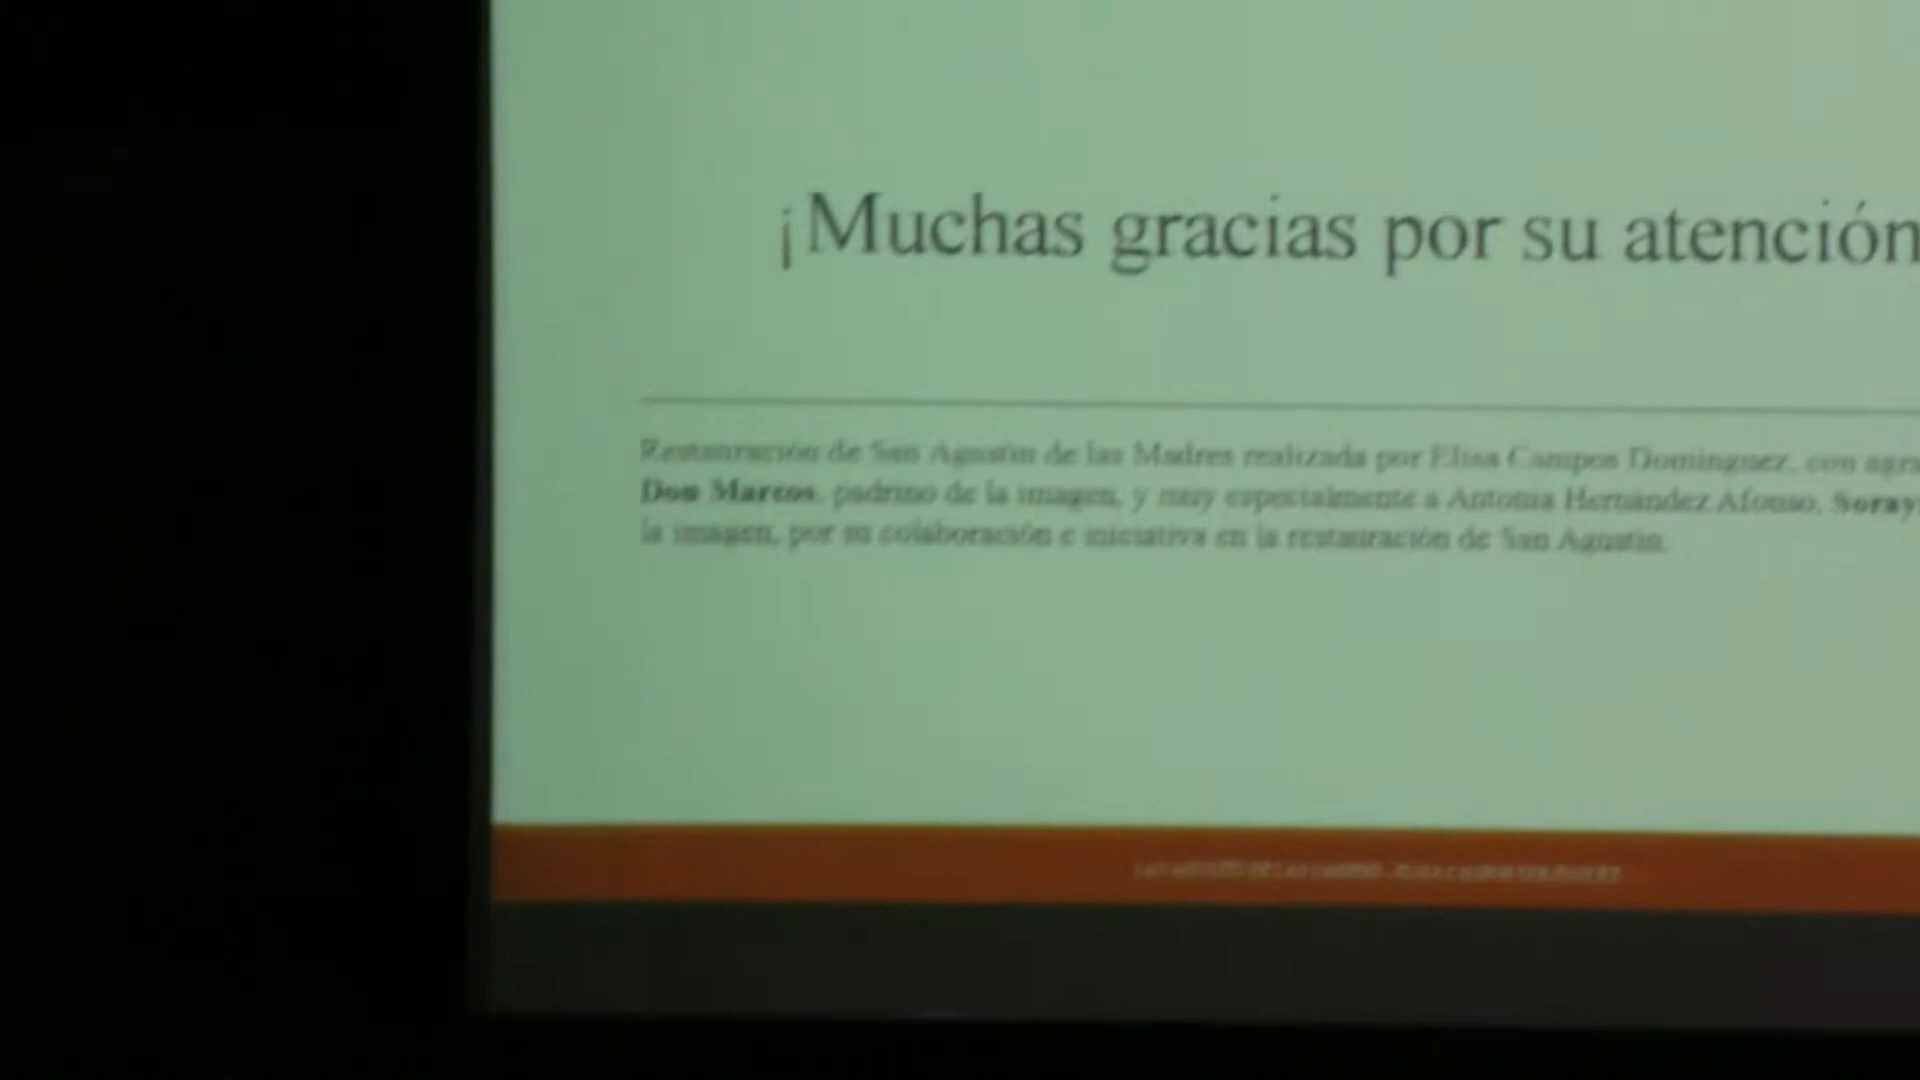 ¡Muchas gracias por su atención
Restauración de San Agustín de las Madres realizada por Elisa Campos Domínguez, con
Don Marcos, padrino de la imagen, y muy especialmente a Antonia Hernández Afonso,
la imagen, por su colaboración e iniciativa en la restauración de San Agustín.